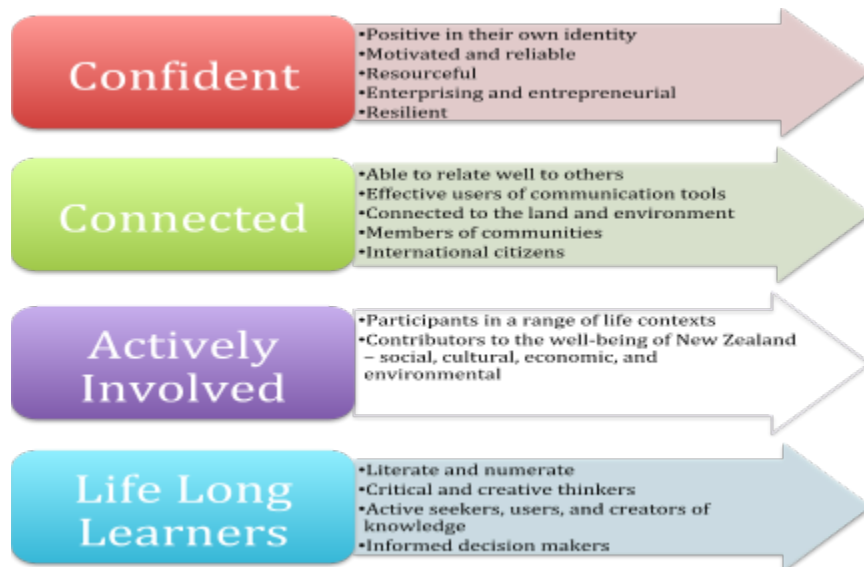 Confident
•Positive in their own identity
•Motivated and reliable
•Resourceful
•Enterprising and entrepreneurial
•Resilient
Connected
•Able to relate well to others
•Effective users of communication tools
•Connected to the land and environment
•Members of communities
•International citizens
Actively
Involved
•Participants in a range of life contexts
•Contributors to the well-being of New Zealand
– social, cultural, economic, and
environmental
Life Long
Learners
•Literate and numerate
•Critical and creative thinkers
•Active seekers, users, and creators of
knowledge
•Informed decision makers